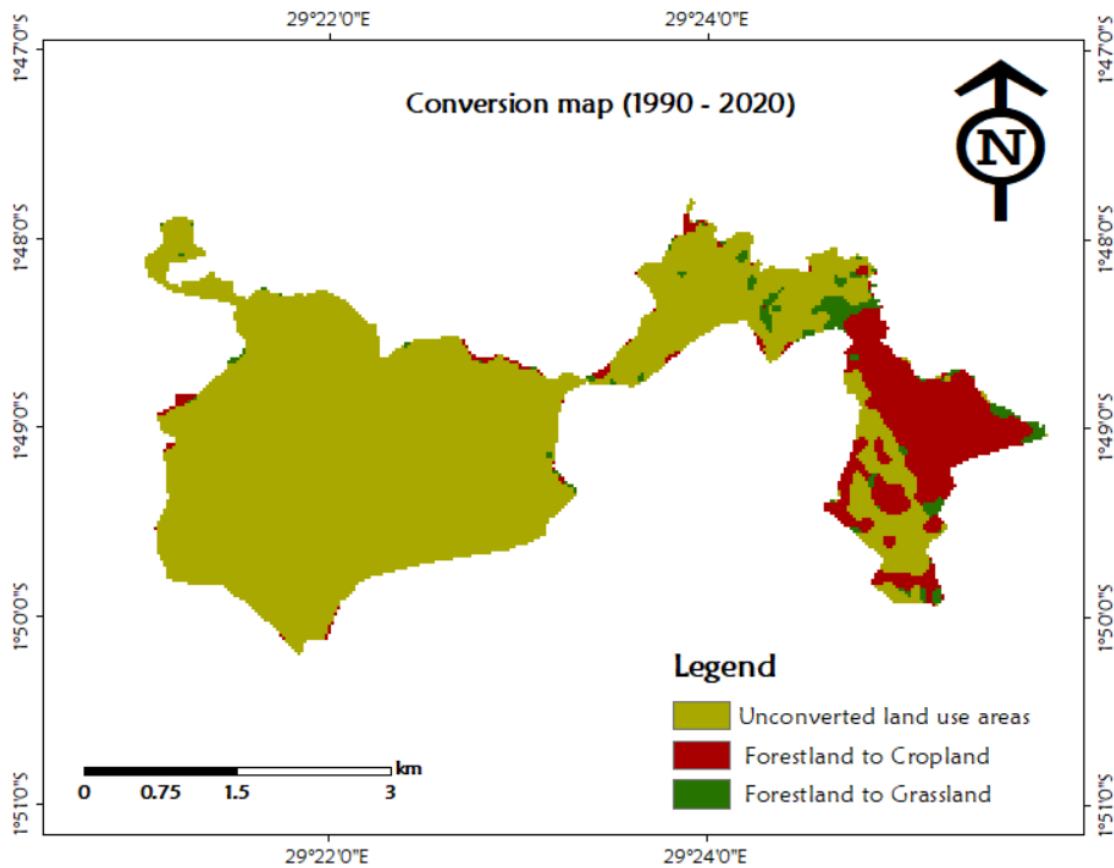 29°22'0"E 29°24'0"E
1°47'0"S 1°47'0"S
Conversion map (1990 - 2020)
N
1°48'0"S 1°48'0"S
1°49'0"S 1°49'0"S
1°50'0"S 1°50'0"S
Legend
Unconverted land use areas
Forestland to Cropland
Forestland to Grassland
km
0 0.75 1.5 3
1°51'0"S 1°51'0"S
29°22'0"E 29°24'0"E